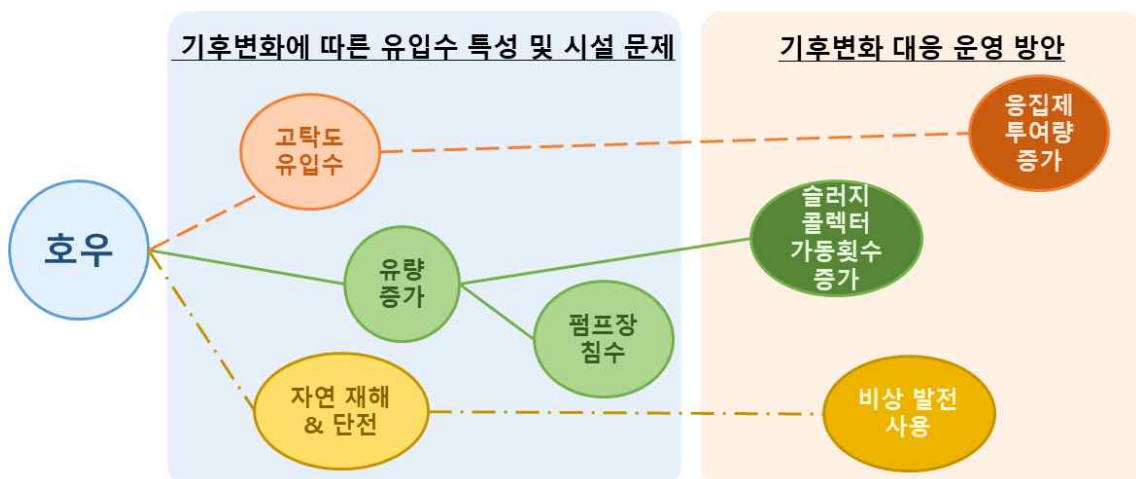 기후변화에 따른 유입수 특성 및 시설 문제
기후변화 대응 운영 방안
호우
고탁도
유입수
유량
증가
펌프장
침수
자연 재해
& 단전
응집제
투여량
증가
슬러지
콜렉터
가동횟수
증가
비상 발전
사용